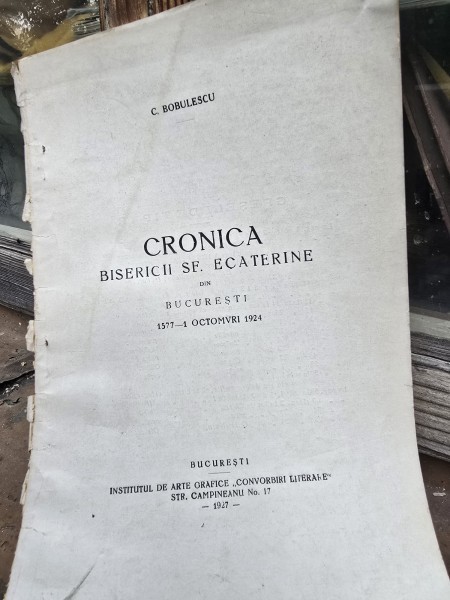 C. BOBULESCU
CRONICA
BISERICII SF. ECATERINE
DIN
BUCUREȘTI
1577—1 OCTOMVRI 1924
BUCUREȘTI
INSTITUTUL DE ARTE GRAFICE „CONVORBIRI LITERARE”
STR. CAMPINEANU No. 17
— 1927 —